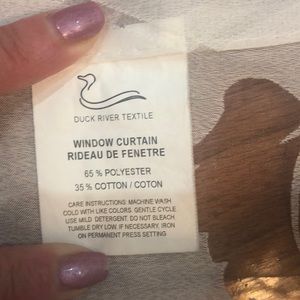 DUCK RIVER TEXTILE
WINDOW CURTAIN
RIDEAU DE FENETRE
65 % POLYESTER
35 % COTTON / COTON
CARE INSTRUCTIONS: MACHINE WASH
COLD WITH LIKE COLORS. GENTLE CYCLE.
USE MILD DETERGENT. DO NOT BLEACH.
TUMBLE DRY LOW. IF NECESSARY, IRON
ON PERMANENT PRESS SETTING